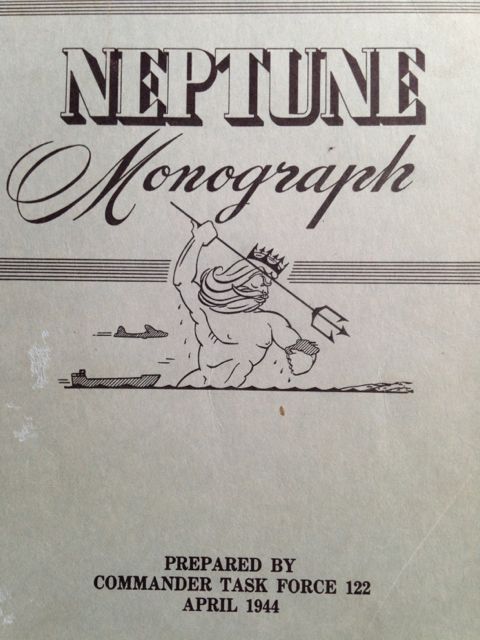 NEPTUNE
Monograph
PREPARED BY
COMMANDER TASK FORCE 122
APRIL 1944